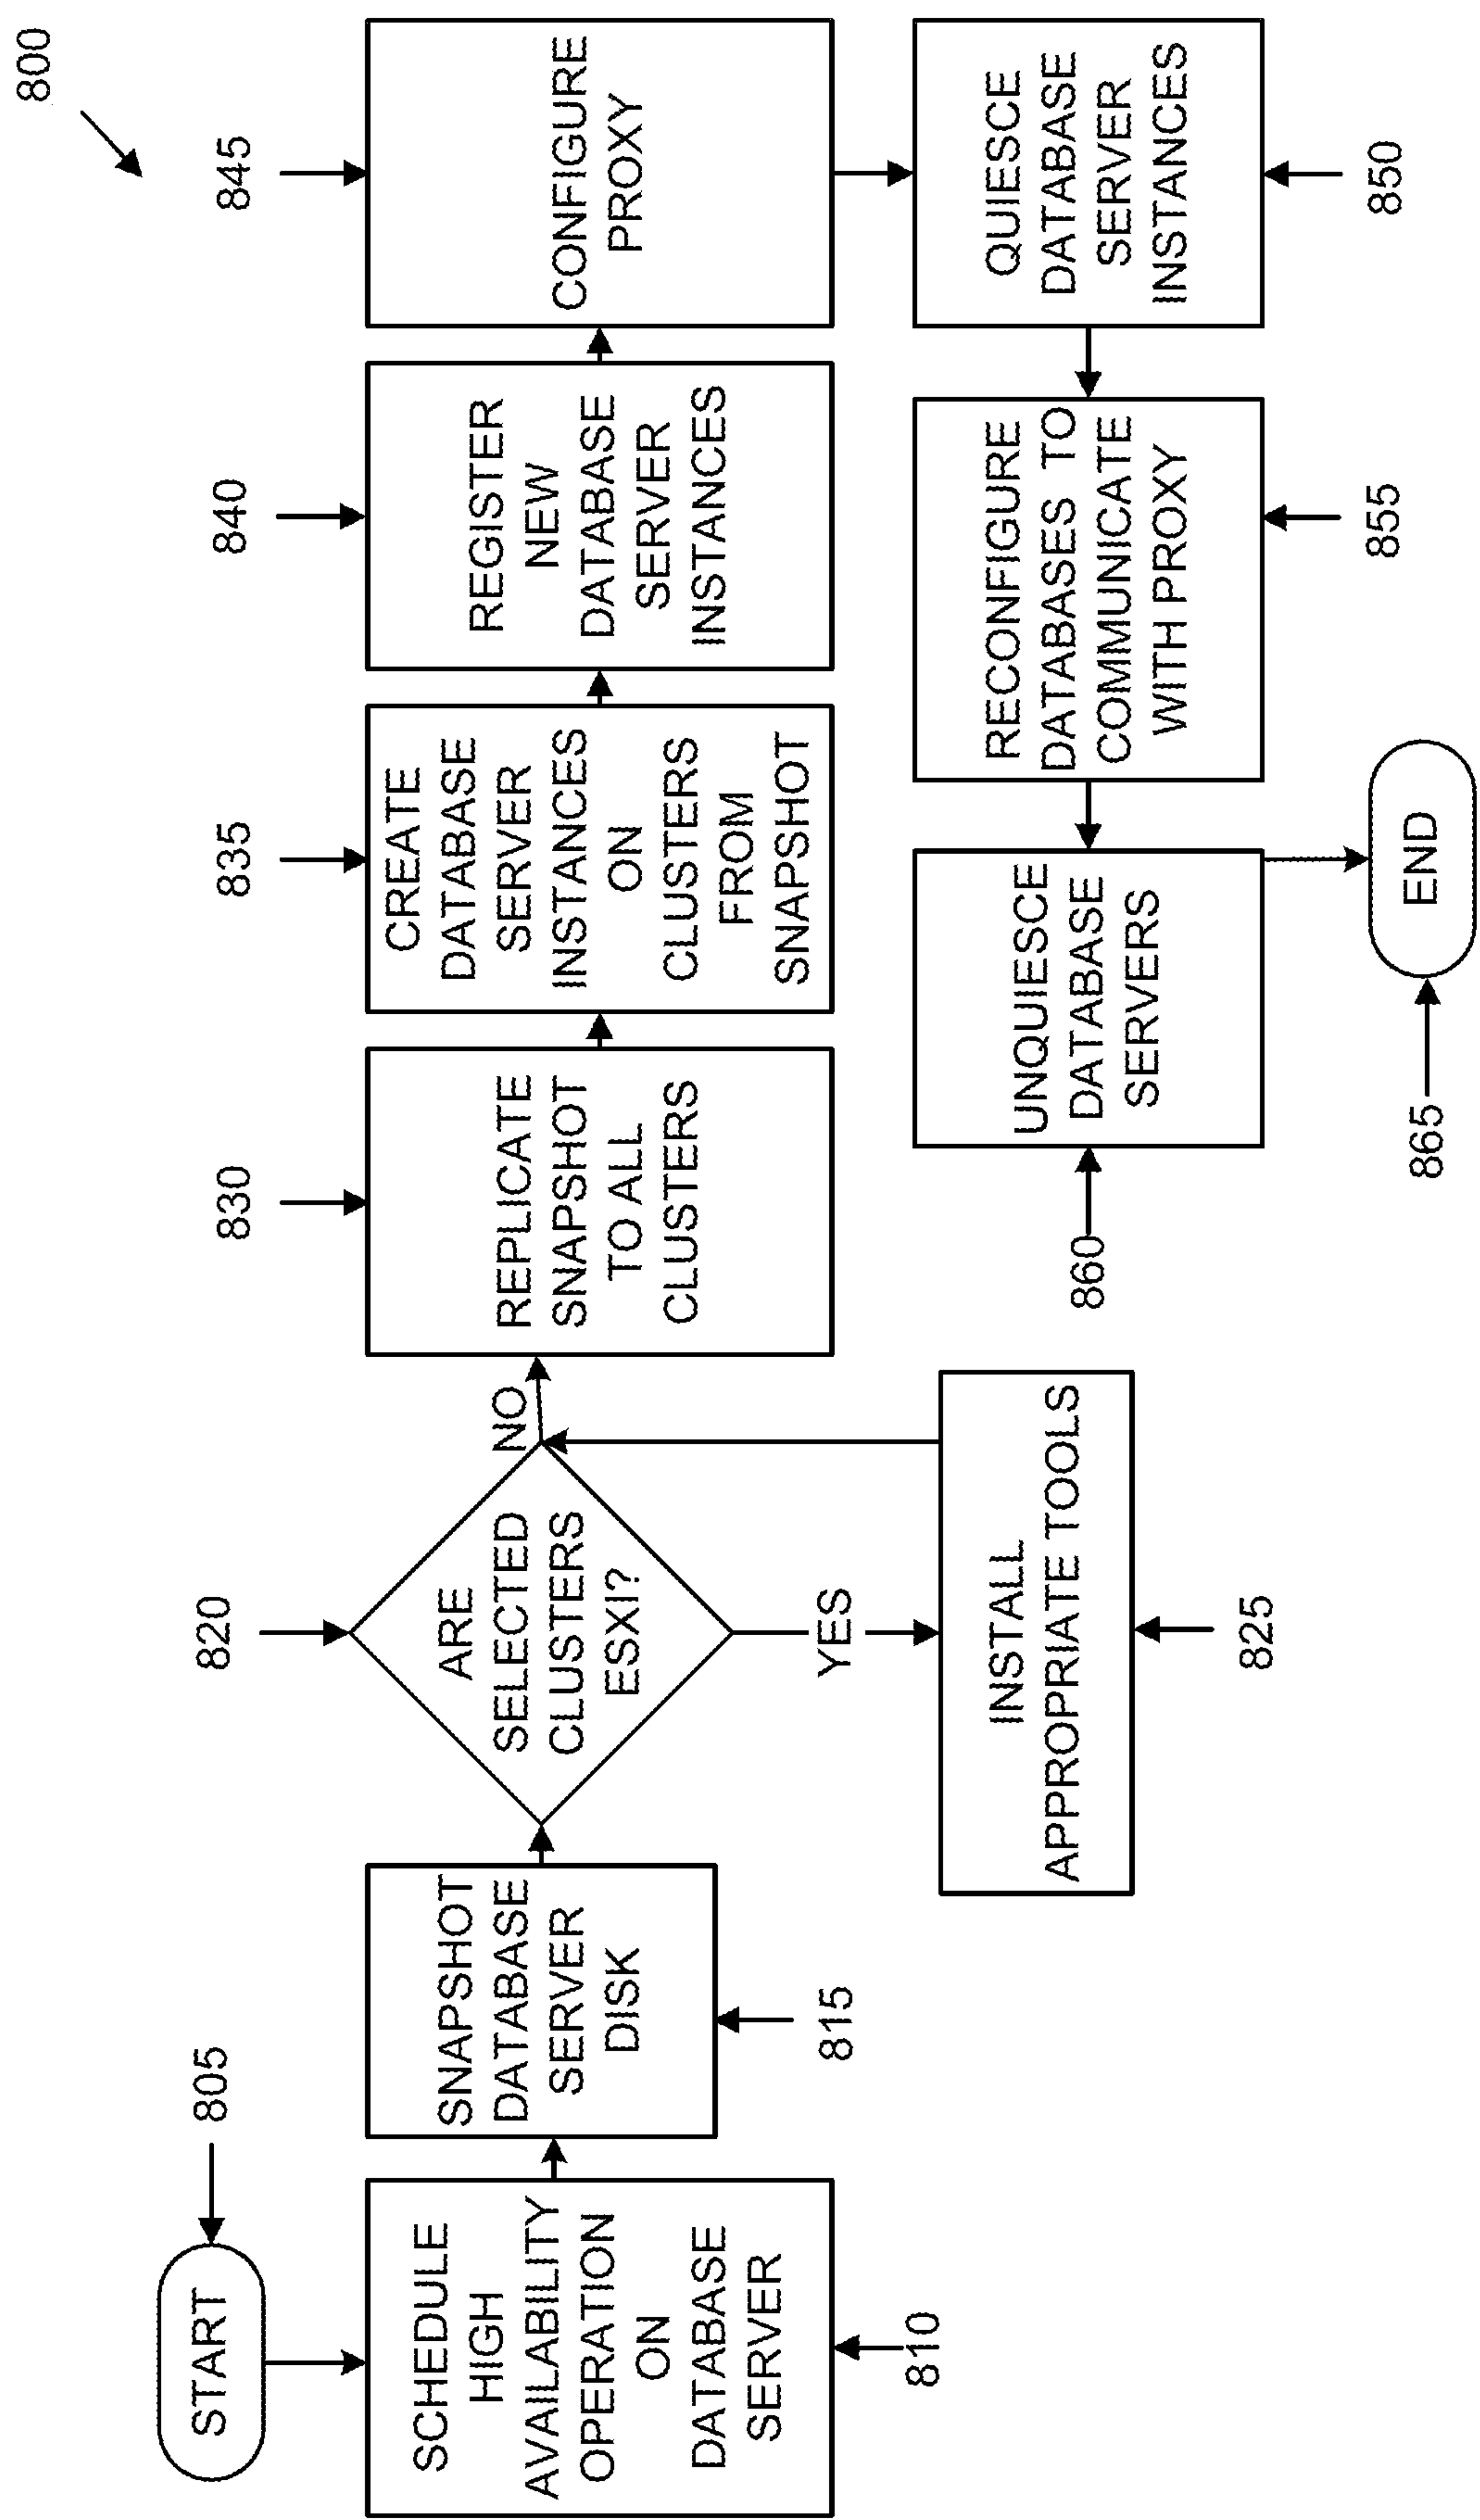 800
805
START
SCHEDULE
HIGH
AVAILABILITY
OPERATION
ON
DATABASE
SERVER
810
SNAPSHOT
DATABASE
SERVER
DISK
815
820
ARE
SELECTED
CLUSTERS
ESXI?
NO
YES
INSTALL
APPROPRIATE TOOLS
825
830
REPLICATE
SNAPSHOT
TO ALL
CLUSTERS
835
CREATE
DATABASE
SERVER
INSTANCES
ON
CLUSTERS
FROM
SNAPSHOT
840
REGISTER
NEW
DATABASE
SERVER
INSTANCES
845
CONFIGURE
PROXY
QUIESCE
DATABASE
SERVER
INSTANCES
850
RECONFIGURE
DATABASES TO
COMMUNICATE
WITH PROXY
855
UNQUIESCE
DATABASE
SERVERS
860
END
865